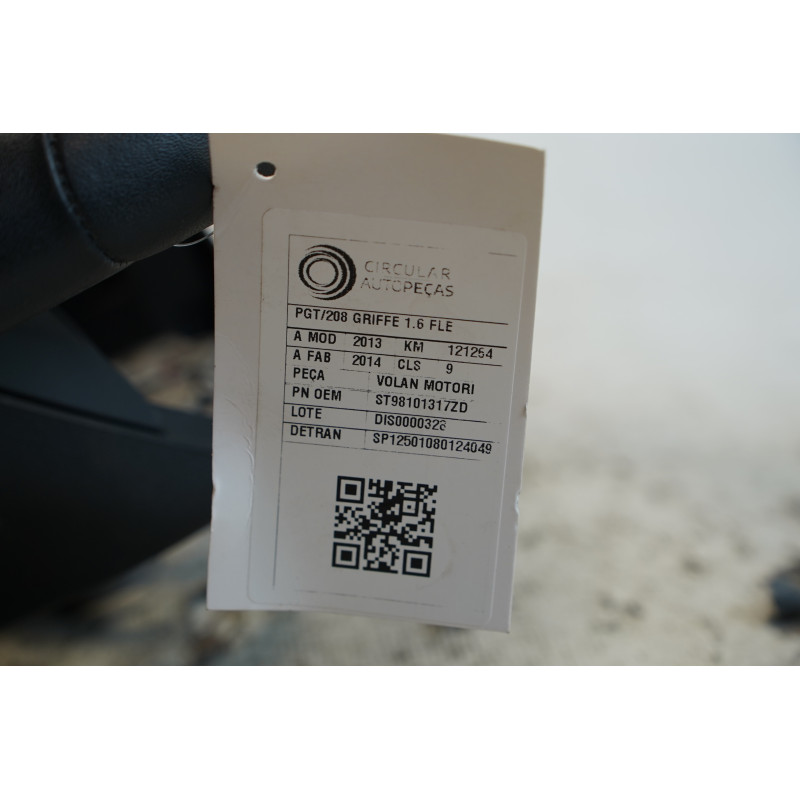 CIRCULAR
AUTOPEÇAS
PGT/208 GRIFFE 1.6 FLE
A MOD 2013 KM 121254
A FAB 2014 CLS 9
PEÇA VOLAN MOTORI
PN OEM ST98101317ZD
LOTE DIS0000328
DETRAN SP12501080124049